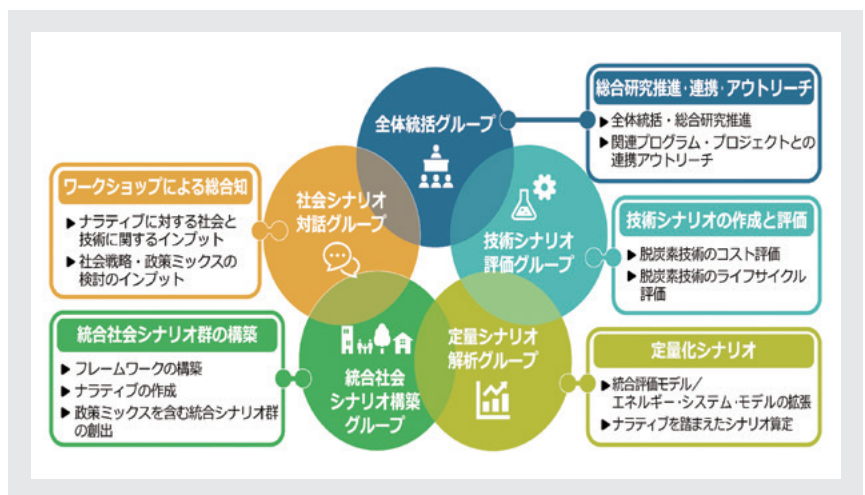 全体統括グループ
総合研究推進・連携・アウトリーチ
▶全体統括・総合研究推進
▶関連プログラム・プロジェクトとの
連携アウトリーチ
ワークショップによる総合知
▶ナラティブに対する社会と
技術に関するインプット
▶社会戦略・政策ミックスの
検討のインプット
社会シナリオ
対話グループ
技術シナリオ
評価グループ
技術シナリオの作成と評価
▶脱炭素技術のコスト評価
▶脱炭素技術のライフサイクル
評価
統合社会シナリオ群の構築
▶フレームワークの構築
▶ナラティブの作成
▶政策ミックスを含む統合シナリオ群
の創出
統合社会
シナリオ構築
グループ
定量シナリオ
解析グループ
定量化シナリオ
▶統合評価モデル/
エネルギー・システム・モデルの拡張
▶ナラティブを踏まえたシナリオ算定